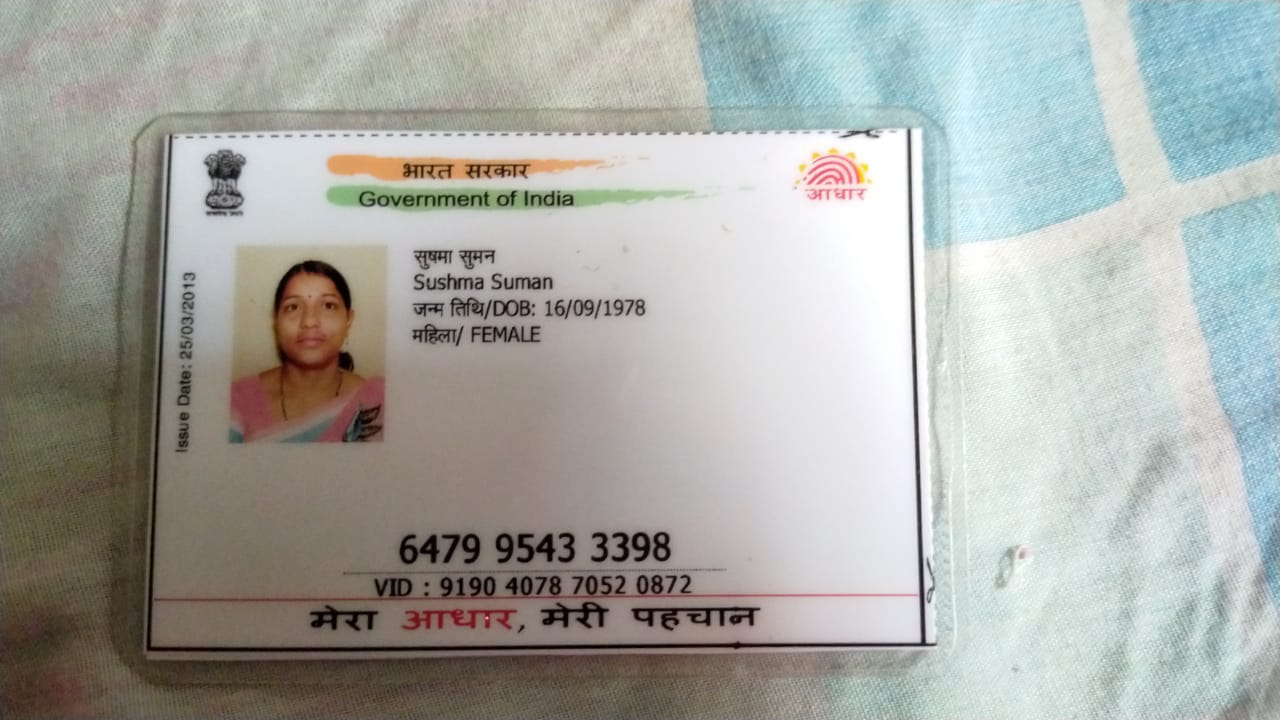 भारत सरकार
Government of India
आधार
Issue Date: 25/03/2013
सुषमा सुमन
Sushma Suman
जन्म तिथि/DOB: 16/09/1978
महिला/ FEMALE
6479 9543 3398
VID : 9190 4078 7052 0872
मेरा आधार, मेरी पहचान